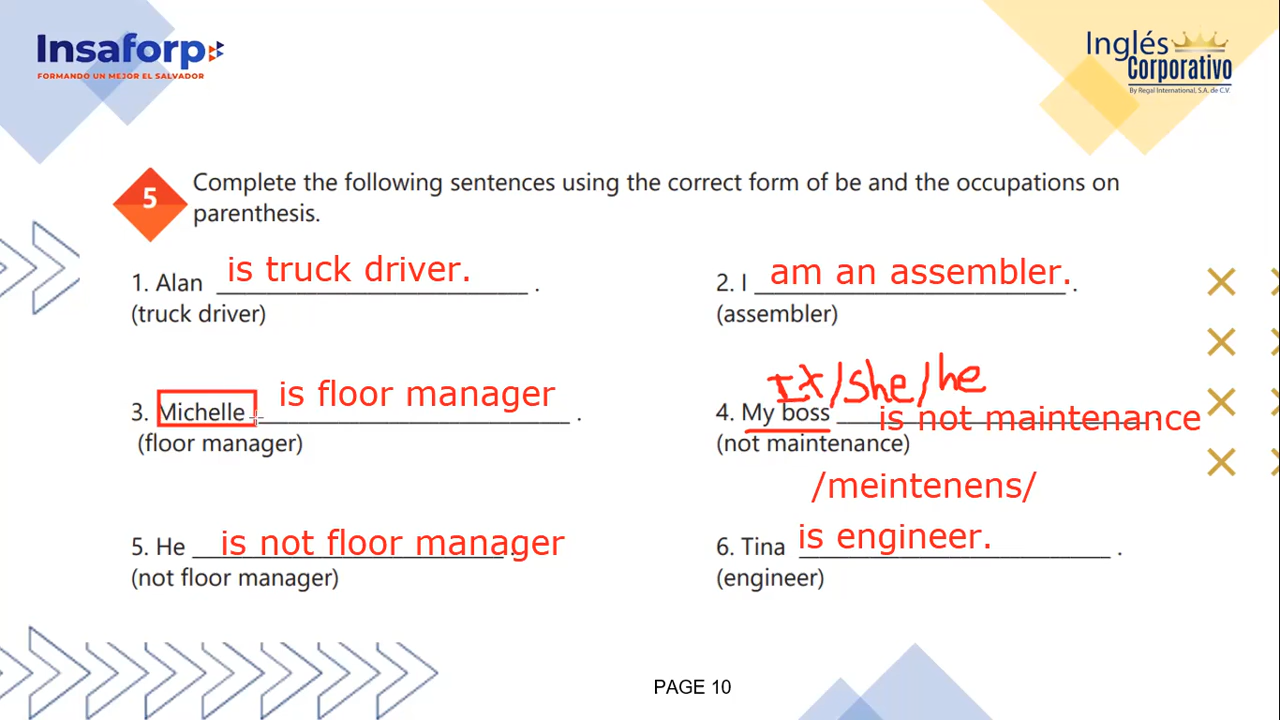 Insaforp
FORMANDO UN MEJOR EL SALVADOR
Inglés
Corporativo
By Regal International, S.A. de C.V.
5
Complete the following sentences using the correct form of be and the occupations on
parenthesis.
1. Alan is truck driver. .
(truck driver)
2. I am an assembler. .
(assembler)
3. Michelle is floor manager .
(floor manager)
It/she/he
4. My boss is not maintenance .
(not maintenance)
/meintenens/
5. He is not floor manager .
(not floor manager)
6. Tina is engineer. .
(engineer)
PAGE 10